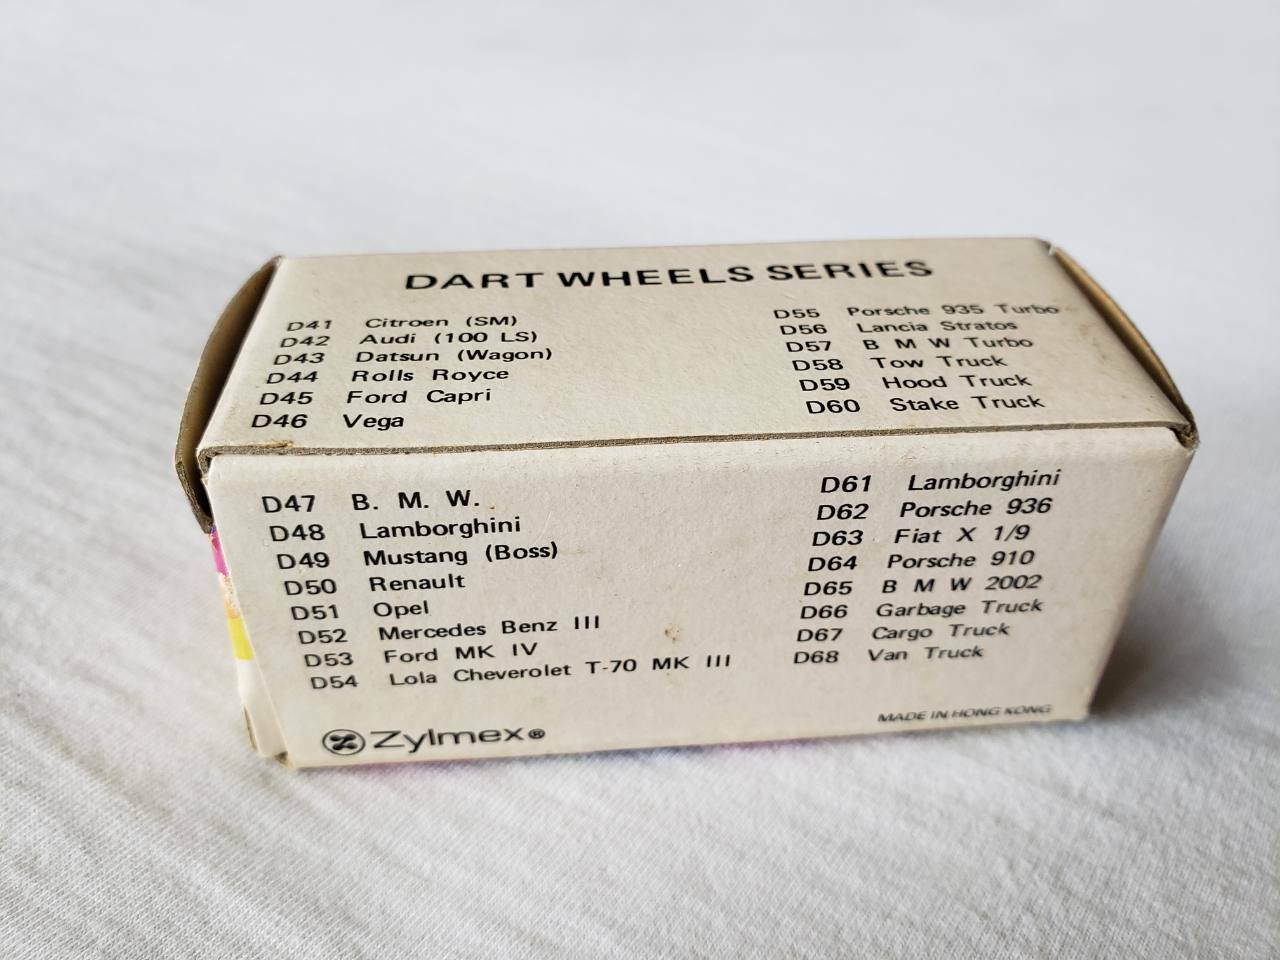 DART WHEELS SERIES
D41 Citroen (SM)
D42 Audi (100 LS)
D43 Datsun (Wagon)
D44 Rolls Royce
D45 Ford Capri
D46 Vega
D55 Porsche 935 Turbo
D56 Lancia Stratos
D57 B M W Turbo
D58 Tow Truck
D59 Hood Truck
D60 Stake Truck
D47 B. M. W.
D48 Lamborghini
D49 Mustang (Boss)
D50 Renault
D51 Opel
D52 Mercedes Benz III
D53 Ford MK IV
D54 Lola Cheverolet T-70 MK III
D61 Lamborghini
D62 Porsche 936
D63 Fiat X 1/9
D64 Porsche 910
D65 B M W 2002
D66 Garbage Truck
D67 Cargo Truck
D68 Van Truck
Zylmex®
MADE IN HONG KONG